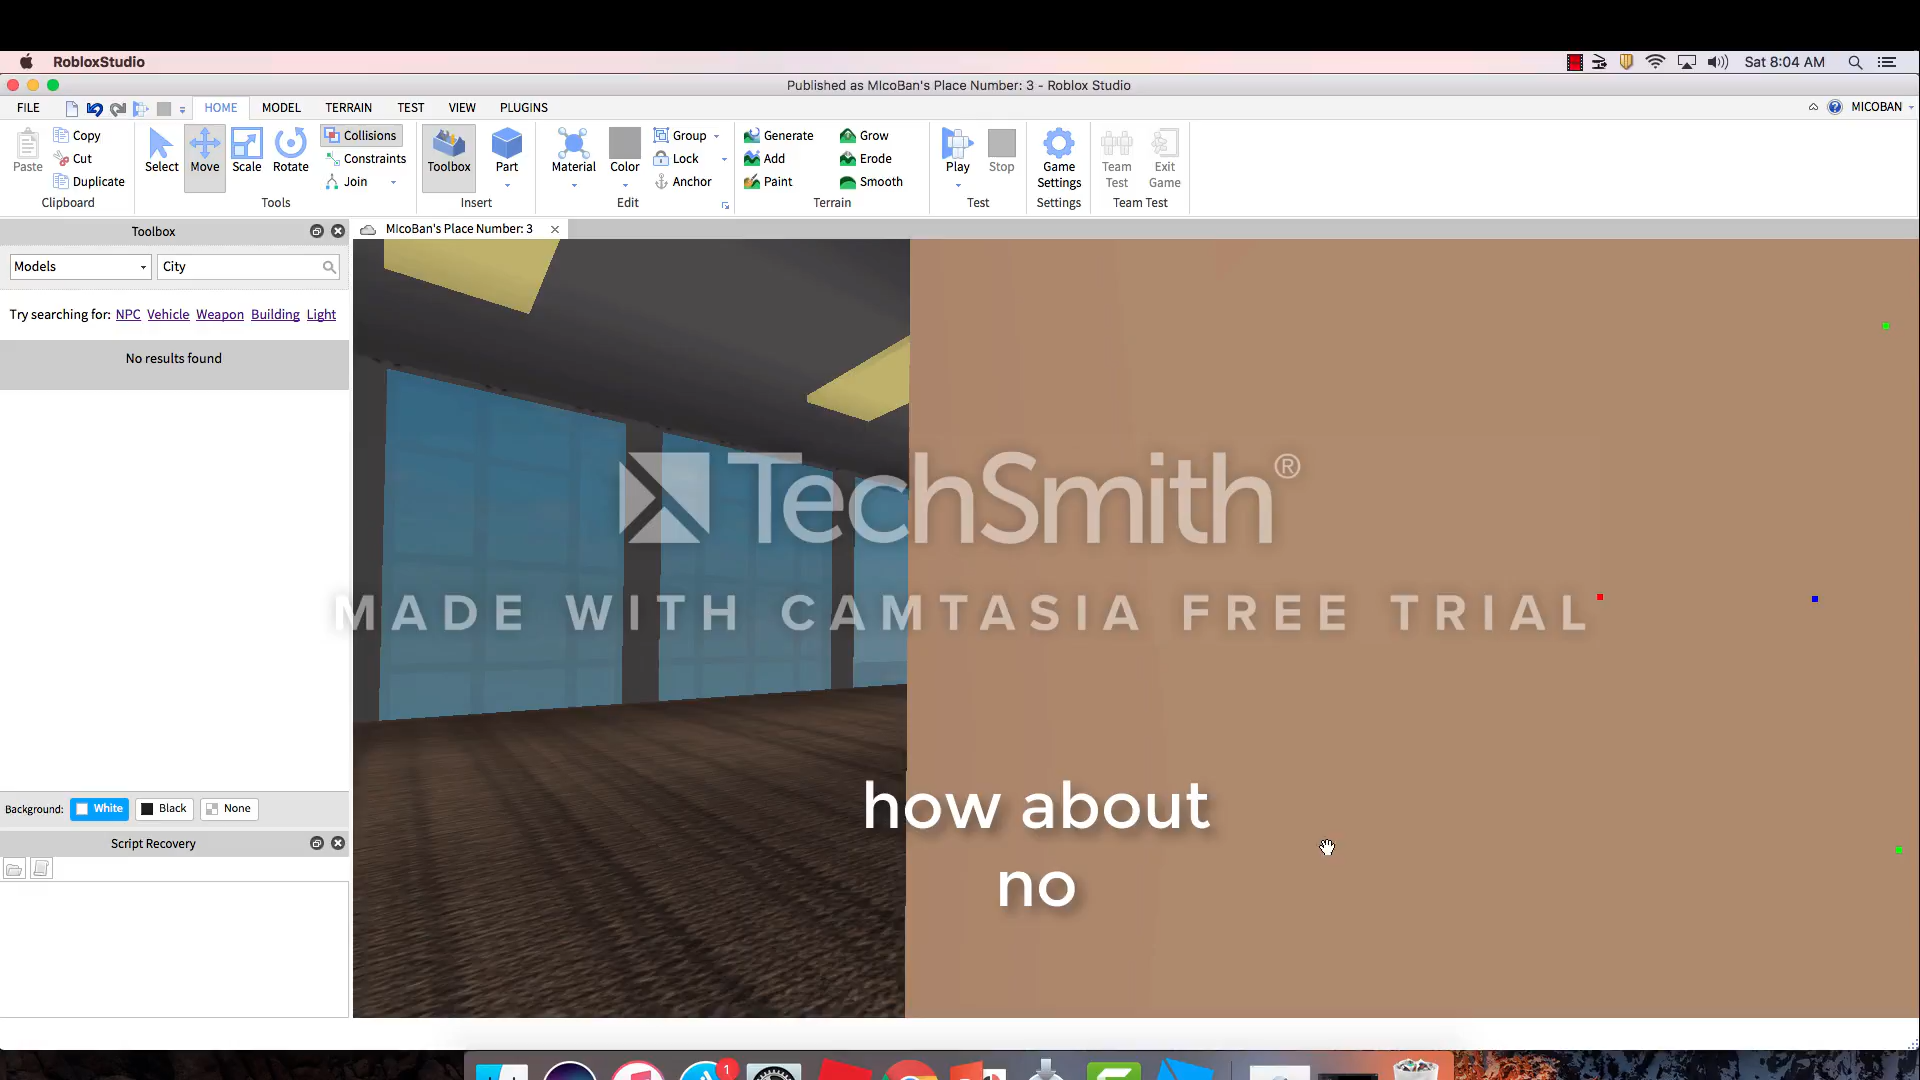 RobloxStudio
Sat 8:04 AM
Published as MIcoBan's Place Number: 3 - Roblox Studio
FILE HOME MODEL TERRAIN TEST VIEW PLUGINS MICOBAN
Paste Copy Cut Duplicate Clipboard
Select Move Scale Rotate Collisions Constraints Join Tools
Toolbox Part Insert
Material Color Group Lock Anchor Edit
Generate Add Paint Grow Erode Smooth Terrain
Play Stop Test
Game Settings Settings
Team Test Exit Game Team Test
Toolbox
MIcoBan's Place Number: 3
Models City
Try searching for: NPC Vehicle Weapon Building Light
No results found
TechSmith®
MADE WITH CAMTASIA FREE TRIAL
how about
no
Background: White Black None
Script Recovery
1